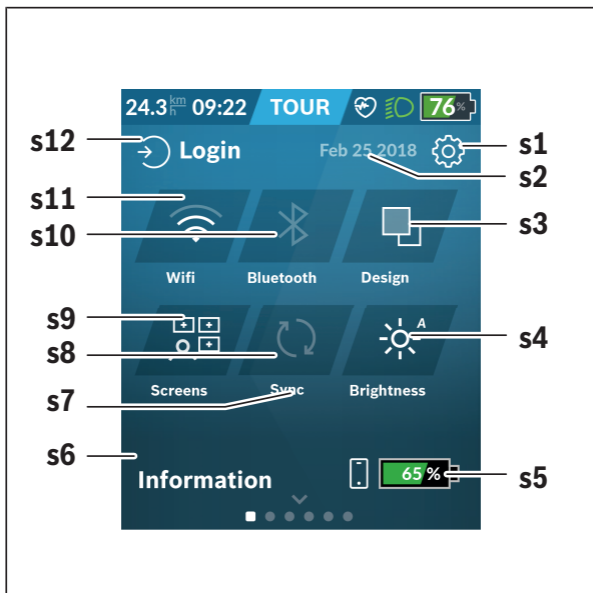 24.3 km/h 09:22 TOUR 76%
s12 Login Feb 25 2018 s1
s2
s11
s10 s3
Wifi Bluetooth Design
s9
s8 A s4
Screens Sync Brightness
s7
s6
Information 65 % s5